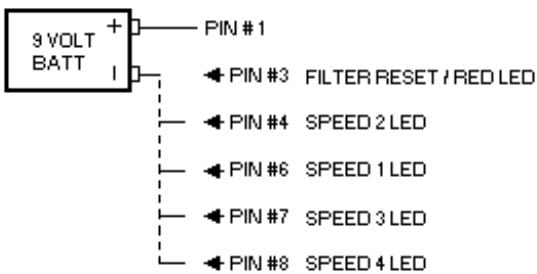 9 VOLT
BATT
+
–
PIN #1
PIN #3 FILTER RESET / RED LED
PIN #4 SPEED 2 LED
PIN #6 SPEED 1 LED
PIN #7 SPEED 3 LED
PIN #8 SPEED 4 LED